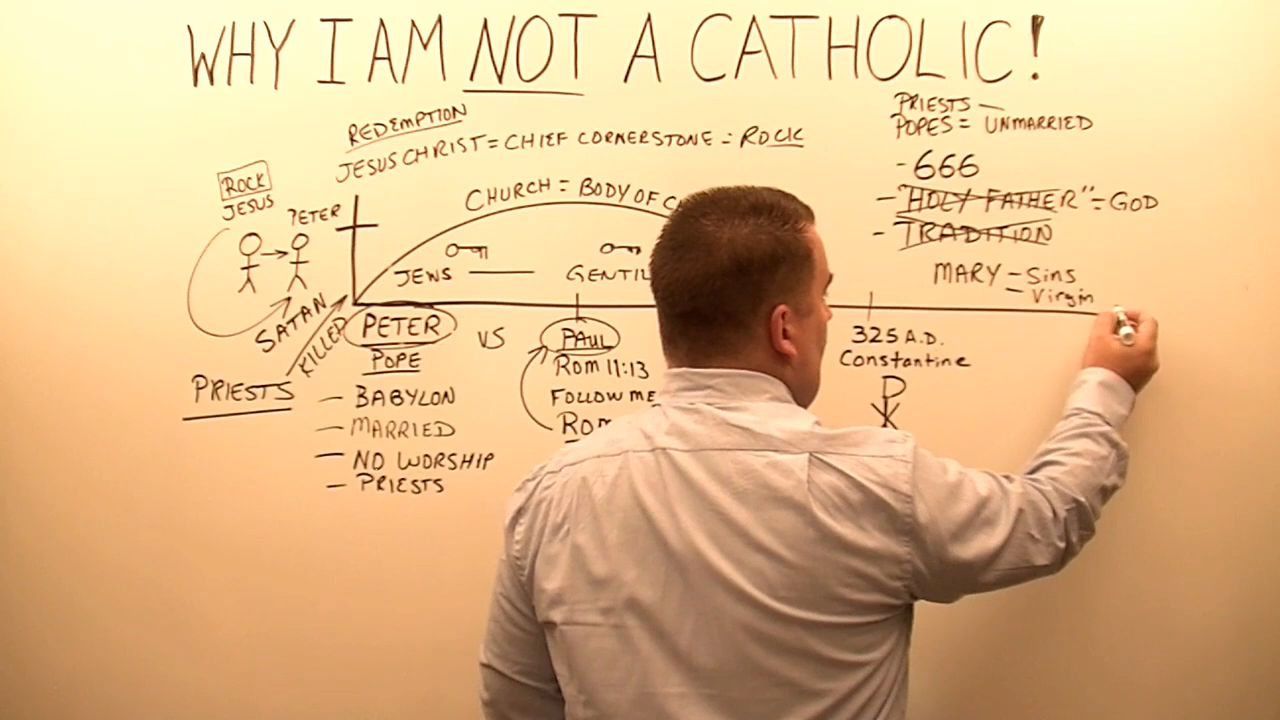 WHY I AM NOT A CATHOLIC!
REDEMPTION
JESUS CHRIST = CHIEF CORNERSTONE = ROCK
PRIESTS —
POPES = UNMARRIED
- 666
- "HOLY FATHER" = GOD
- TRADITION
MARY - Sins
- Virgin
ROCK
JESUS
PETER
SATAN
KILLED
PRIESTS
CHURCH = BODY OF
JEWS
PETER
POPE
- BABYLON
- MARRIED
- NO WORSHIP
- PRIESTS
VS
PAUL
Rom 11:13
FOLLOW ME
Rom
325 A.D.
Constantine